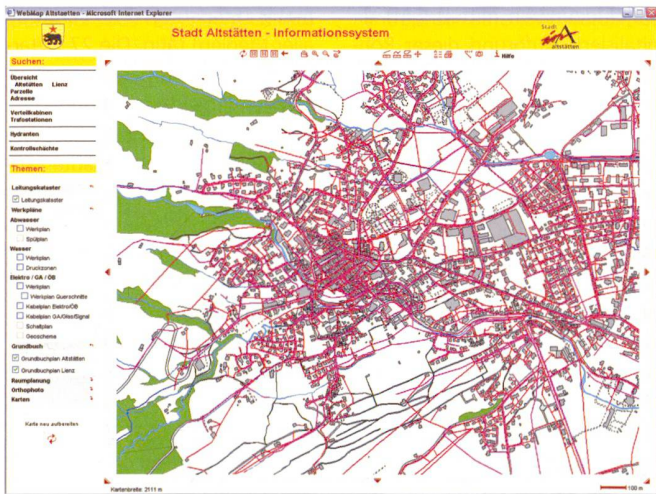 WebMap Altstaetten - Microsoft Internet Explorer
Stadt Altstätten - Informationssystem
Stadt
altstätten
Hilfe
Suchen:
Übersicht
Altstätten Lienz
Parzelle
Adresse
Verteilkabinen
Trafostationen
Hydranten
Kontrollschächte
Themen:
Leitungskataster
Leitungskataster
Werkpläne
Abwasser
Werkplan
Spülplan
Wasser
Werkplan
Druckzonen
Elektro / GA / ÖB
Werkplan
Werkplan Querschnitte
Kabelplan Elektro/ÖB
Kabelplan GA/Glas/Signal
Schaltplan
Geoschema
Grundbuch
Grundbuchplan Altstätten
Grundbuchplan Lienz
Raumplanung
Orthophoto
Karten
Karte neu aufbereiten
Kartenbreite: 2111 m
100 m